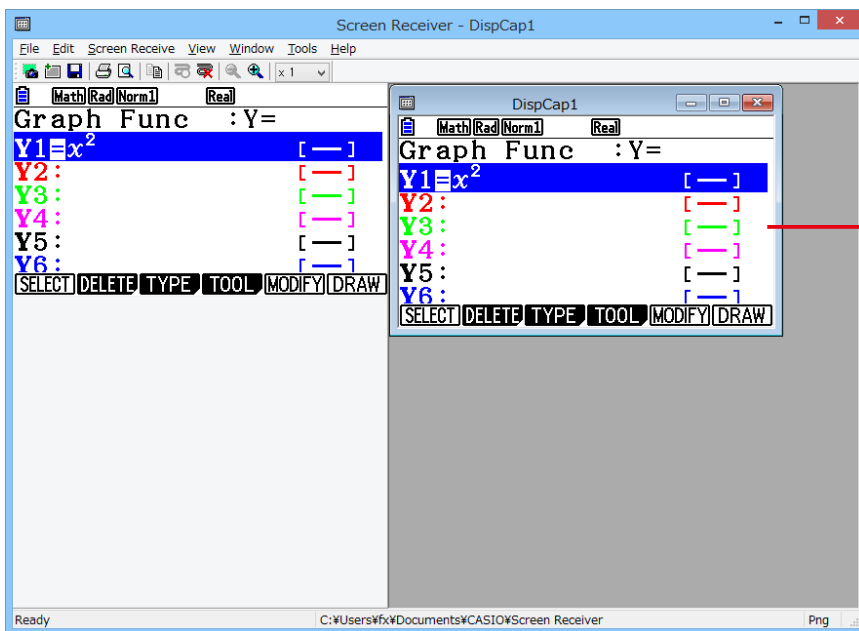 Screen Receiver - DispCap1
File Edit Screen Receive View Window Tools Help
x 1
Math Rad Norm1 Real
Graph Func :Y=
Y1=x²
[—]
Y2:
[—]
Y3:
[—]
Y4:
[—]
Y5:
[—]
Y6:
[—]
SELECT DELETE TYPE TOOL MODIFY DRAW
DispCap1
Math Rad Norm1 Real
Graph Func :Y=
Y1=x²
[—]
Y2:
[—]
Y3:
[—]
Y4:
[—]
Y5:
[—]
Y6:
[—]
SELECT DELETE TYPE TOOL MODIFY DRAW
Ready
C:¥Users¥fx¥Documents¥CASIO¥Screen Receiver
Png